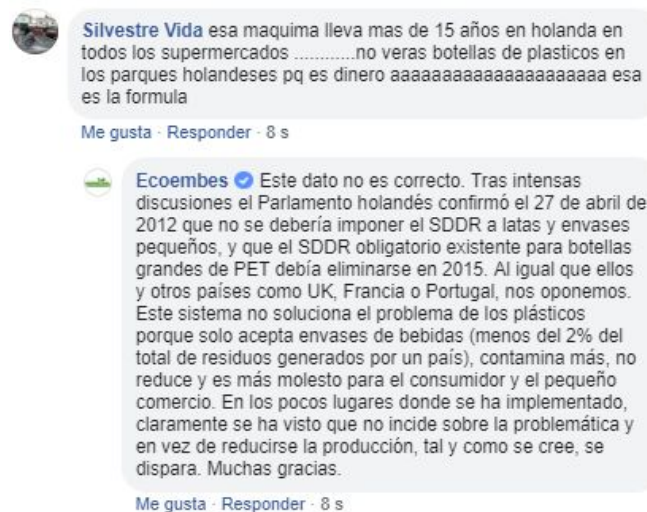 Silvestre Vida esa maquima lleva mas de 15 años en holanda en
todos los supermercados ............no veras botellas de plasticos en
los parques holandeses pq es dinero aaaaaaaaaaaaaaaaaaaaa esa
es la formula
Me gusta · Responder · 8 s
Ecoembes Este dato no es correcto. Tras intensas
discusiones el Parlamento holandés confirmó el 27 de abril de
2012 que no se debería imponer el SDDR a latas y envases
pequeños, y que el SDDR obligatorio existente para botellas
grandes de PET debía eliminarse en 2015. Al igual que ellos
y otros países como UK, Francia o Portugal, nos oponemos.
Este sistema no soluciona el problema de los plásticos
porque solo acepta envases de bebidas (menos del 2% del
total de residuos generados por un país), contamina más, no
reduce y es más molesto para el consumidor y el pequeño
comercio. En los pocos lugares donde se ha implementado,
claramente se ha visto que no incide sobre la problemática y
en vez de reducirse la producción, tal y como se cree, se
dispara. Muchas gracias.
Me gusta · Responder · 8 s